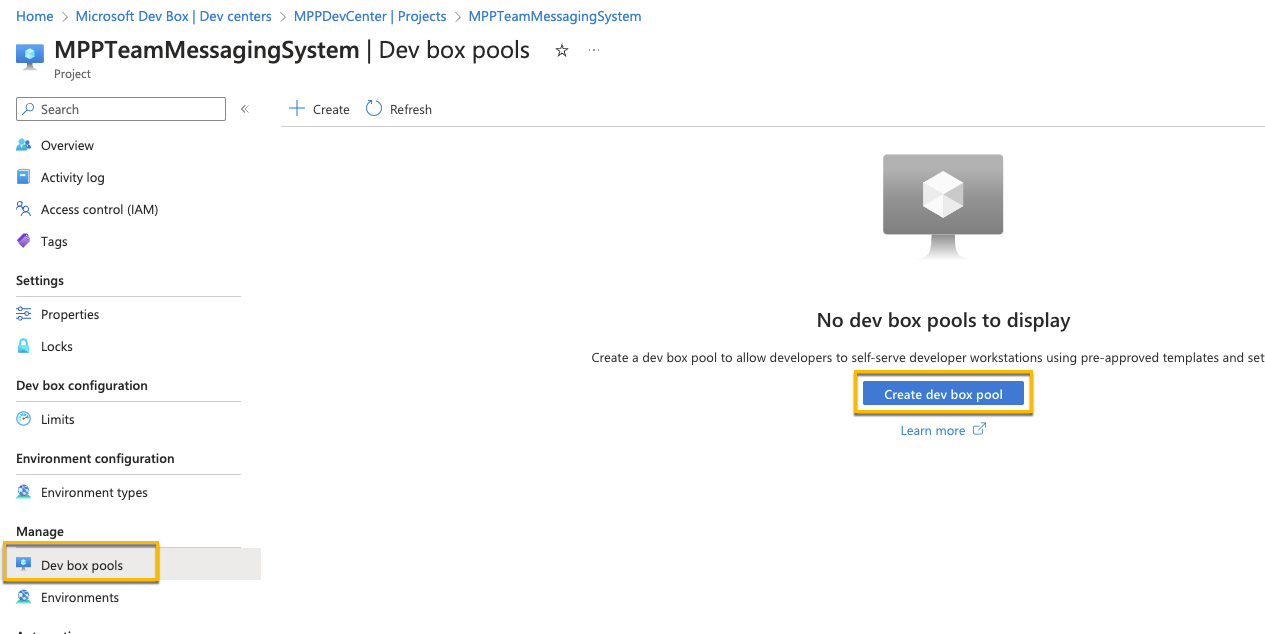 Home > Microsoft Dev Box | Dev centers > MPPDevCenter | Projects > MPPTeamMessagingSystem
MPPTeamMessagingSystem | Dev box pools
Project
Search
Create
Refresh
Overview
Activity log
Access control (IAM)
Tags
Settings
Properties
Locks
Dev box configuration
Limits
Environment configuration
Environment types
Manage
Dev box pools
Environments
No dev box pools to display
Create a dev box pool to allow developers to self-serve developer workstations using pre-approved templates and set
Create dev box pool
Learn more